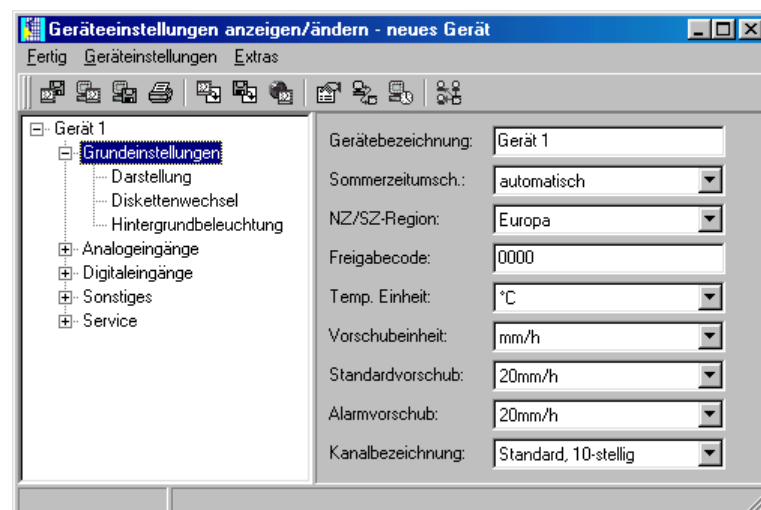 Geräteeinstellungen anzeigen/ändern - neues Gerät
Fertig Geräteinstellungen Extras
Gerät 1
Grundeinstellungen
Darstellung
Diskettenwechsel
Hintergrundbeleuchtung
Analogeingänge
Digitaleingänge
Sonstiges
Service
Gerätebezeichnung: Gerät 1
Sommerzeitumsch.: automatisch
NZ/SZ-Region: Europa
Freigabecode: 0000
Temp. Einheit: °C
Vorschubeinheit: mm/h
Standardvorschub: 20mm/h
Alarmvorschub: 20mm/h
Kanalbezeichnung: Standard, 10-stellig